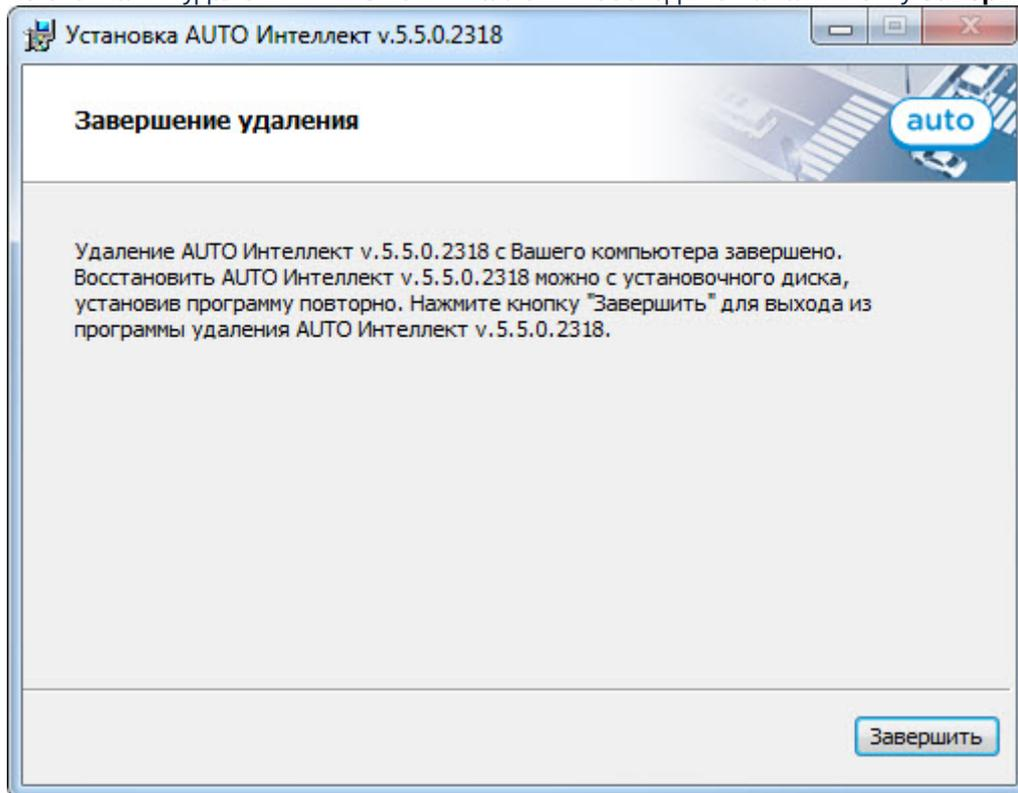 Установка AUTO Интеллект v.5.5.0.2318
Завершение удаления
auto
Удаление AUTO Интеллект v.5.5.0.2318 с Вашего компьютера завершено.
Восстановить AUTO Интеллект v.5.5.0.2318 можно с установочного диска,
установив программу повторно. Нажмите кнопку "Завершить" для выхода из
программы удаления AUTO Интеллект v.5.5.0.2318.
Завершить